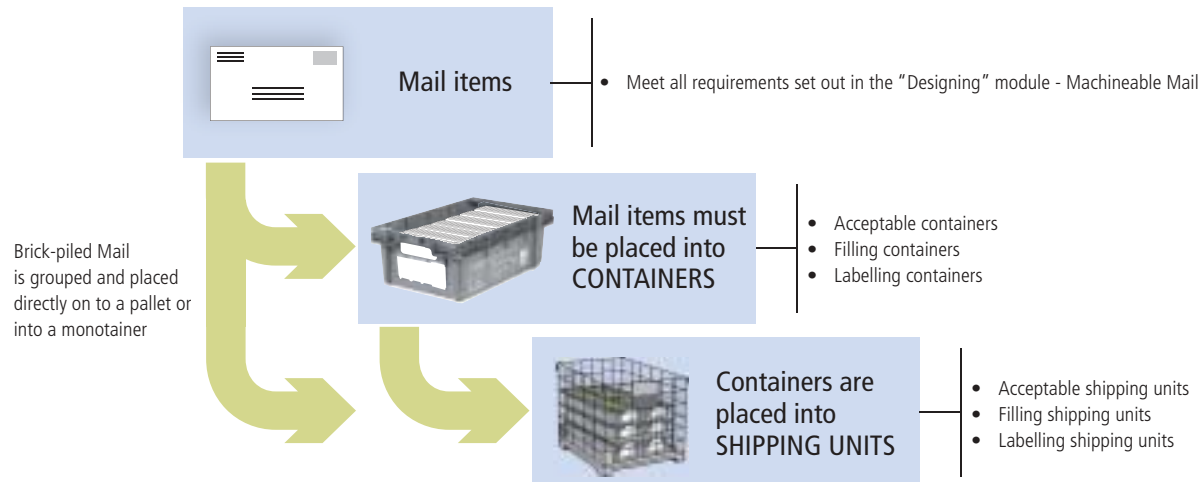 Mail items
• Meet all requirements set out in the “Designing” module - Machineable Mail
Brick-piled Mail
is grouped and placed
directly on to a pallet or
into a monotainer
Mail items must
be placed into
CONTAINERS
• Acceptable containers
• Filling containers
• Labelling containers
Containers are
placed into
SHIPPING UNITS
• Acceptable shipping units
• Filling shipping units
• Labelling shipping units